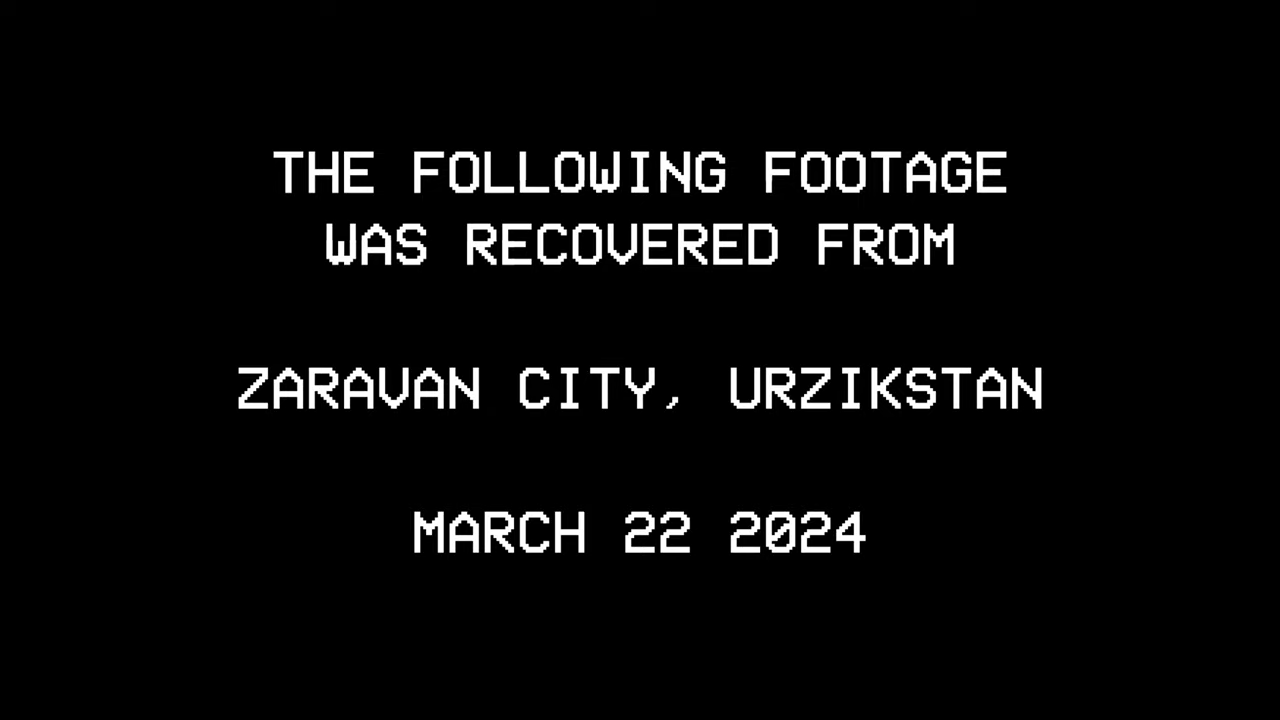 THE FOLLOWING FOOTAGE
WAS RECOVERED FROM
ZARAVAN CITY, URZIKSTAN
MARCH 22 2024